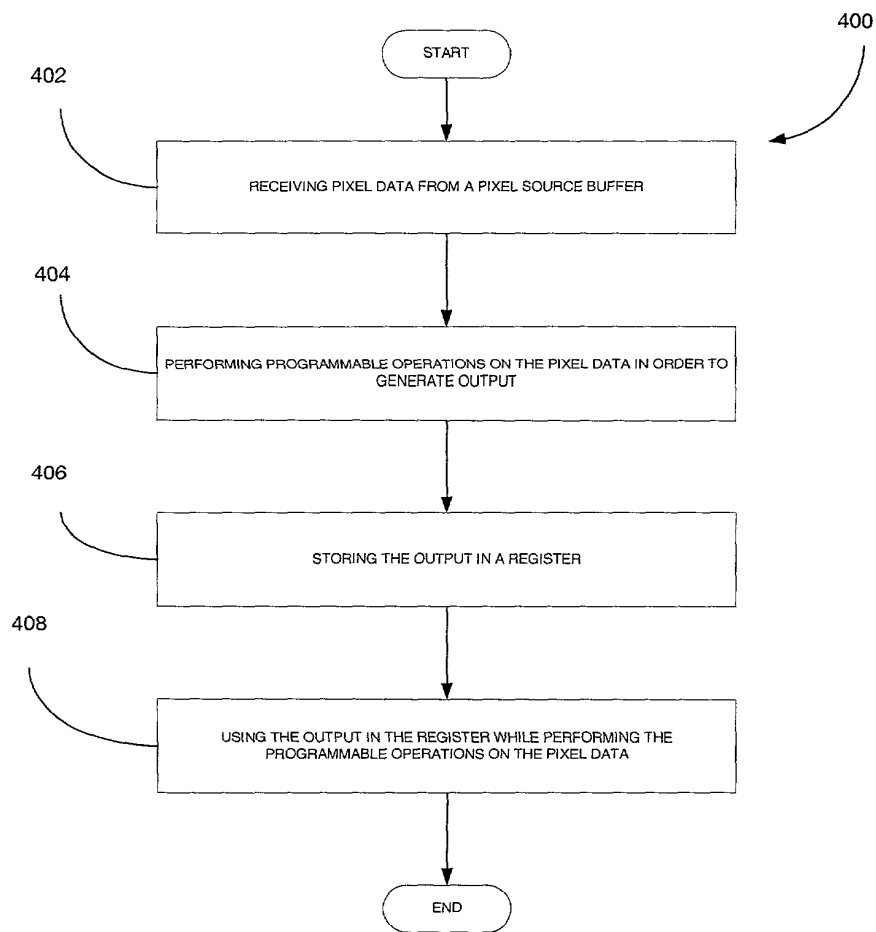 400
START
402
RECEIVING PIXEL DATA FROM A PIXEL SOURCE BUFFER
404
PERFORMING PROGRAMMABLE OPERATIONS ON THE PIXEL DATA IN ORDER TO
GENERATE OUTPUT
406
STORING THE OUTPUT IN A REGISTER
408
USING THE OUTPUT IN THE REGISTER WHILE PERFORMING THE
PROGRAMMABLE OPERATIONS ON THE PIXEL DATA
END